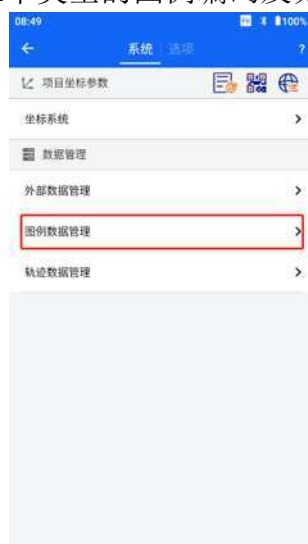 08:49 100%
系统 选项 ?
项目坐标参数
坐标系统
数据管理
外部数据管理
图例数据管理
轨迹数据管理